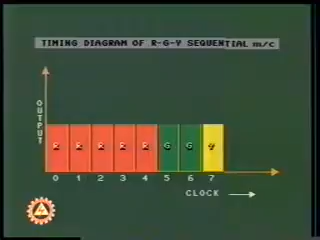 TIMING DIAGRAM OF R-G-Y SEQUENTIAL m/c
OUTPUT
R R R R R G G Y
0 1 2 3 4 5 6 7
CLOCK